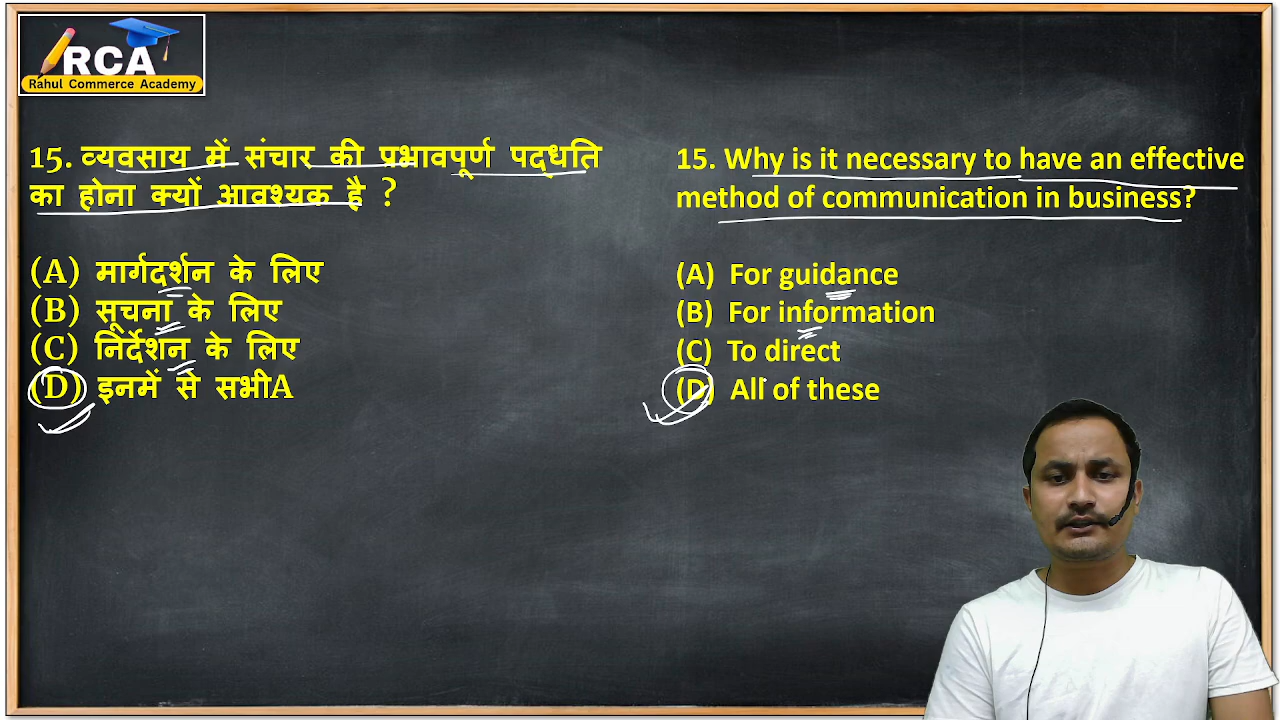 RCA
Rahul Commerce Academy
15. व्यवसाय में संचार की प्रभावपूर्ण पद्धति
का होना क्यों आवश्यक है ?
(A) मार्गदर्शन के लिए
(B) सूचना के लिए
(C) निर्देशन के लिए
(D) इनमें से सभीA
15. Why is it necessary to have an effective
method of communication in business?
(A) For guidance
(B) For information
(C) To direct
(D) All of these